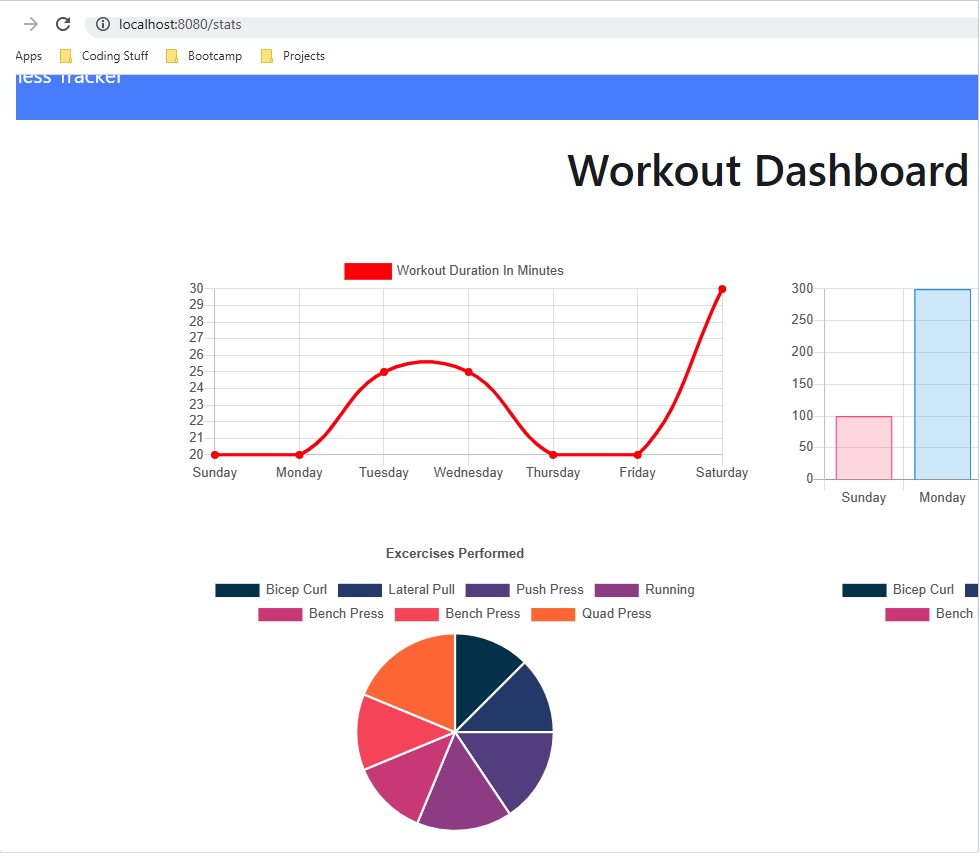 localhost:8080/stats
Apps Coding Stuff Bootcamp Projects
ness Tracker
Workout Dashboard
Workout Duration In Minutes
30
29
28
27
26
25
24
23
22
21
20
Sunday Monday Tuesday Wednesday Thursday Friday Saturday
300
250
200
150
100
50
0
Sunday Monday
Excercises Performed
Bicep Curl Lateral Pull Push Press Running
Bench Press Bench Press Quad Press
Bicep Curl
Bench